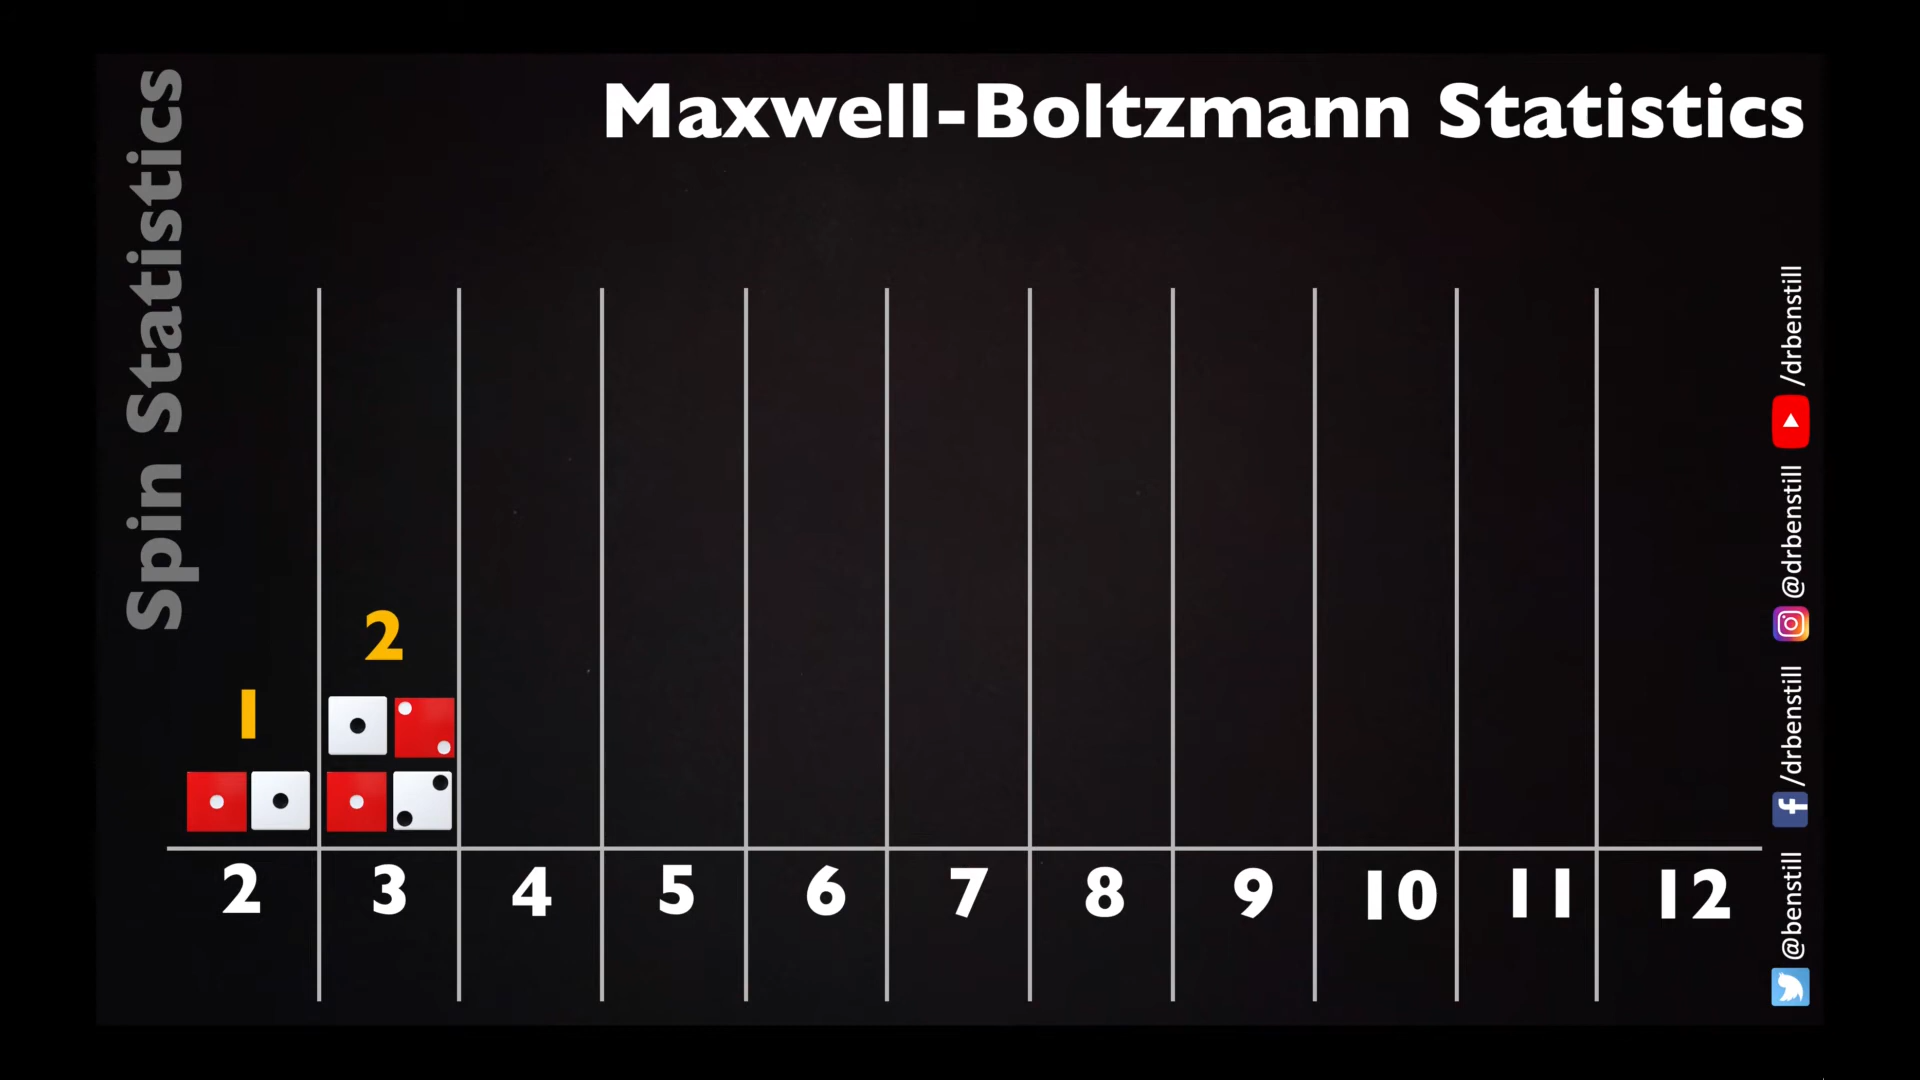 Maxwell-Boltzmann Statistics
Spin Statistics
2
1
2 3 4 5 6 7 8 9 10 11 12
/drbenstill
@drbenstill
/drbenstill
@benstill